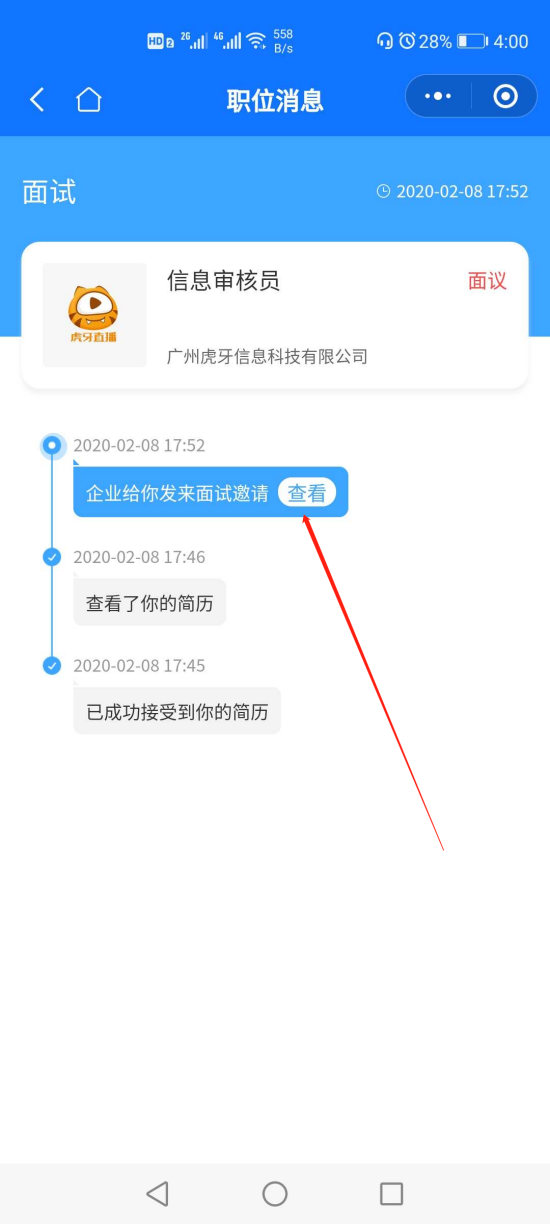 HD 2 2G 4G 558 B/s 28% 4:00
职位消息
面试 2020-02-08 17:52
信息审核员 面议
虎牙直播
广州虎牙信息科技有限公司
2020-02-08 17:52
企业给你发来面试邀请 查看
2020-02-08 17:46
查看了你的简历
2020-02-08 17:45
已成功接受到你的简历